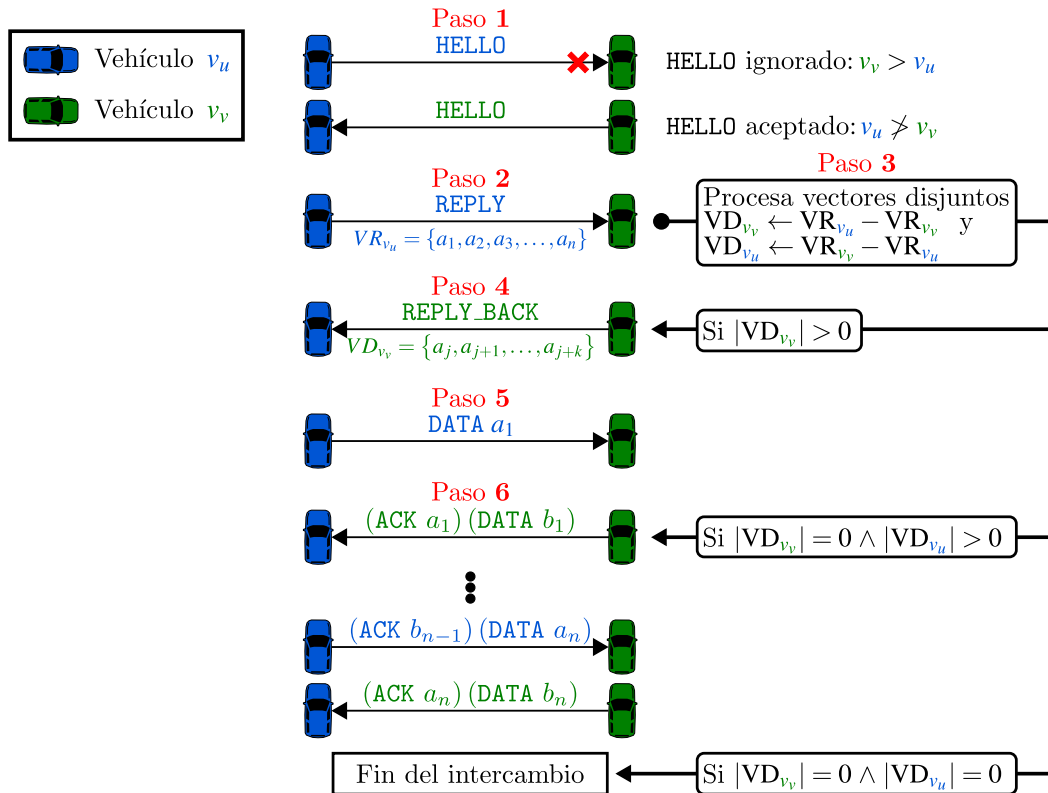 Vehículo v_u
Vehículo v_v
Paso 1
HELLO
HELLO ignorado: v_v > v_u
HELLO
HELLO aceptado: v_u ≯ v_v
Paso 2
REPLY
VR_{v_u} = {a_1, a_2, a_3, ..., a_n}
Paso 3
Procesa vectores disjuntos
VD_{v_v} ← VR_{v_u} − VR_{v_v} y
VD_{v_u} ← VR_{v_v} − VR_{v_u}
Paso 4
REPLY_BACK
VD_{v_v} = {a_j, a_{j+1}, ..., a_{j+k}}
Si |VD_{v_v}| > 0
Paso 5
DATA a_1
Paso 6
(ACK a_1) (DATA b_1)
Si |VD_{v_v}| = 0 ∧ |VD_{v_u}| > 0
(ACK b_{n−1}) (DATA a_n)
(ACK a_n) (DATA b_n)
Fin del intercambio
Si |VD_{v_v}| = 0 ∧ |VD_{v_u}| = 0